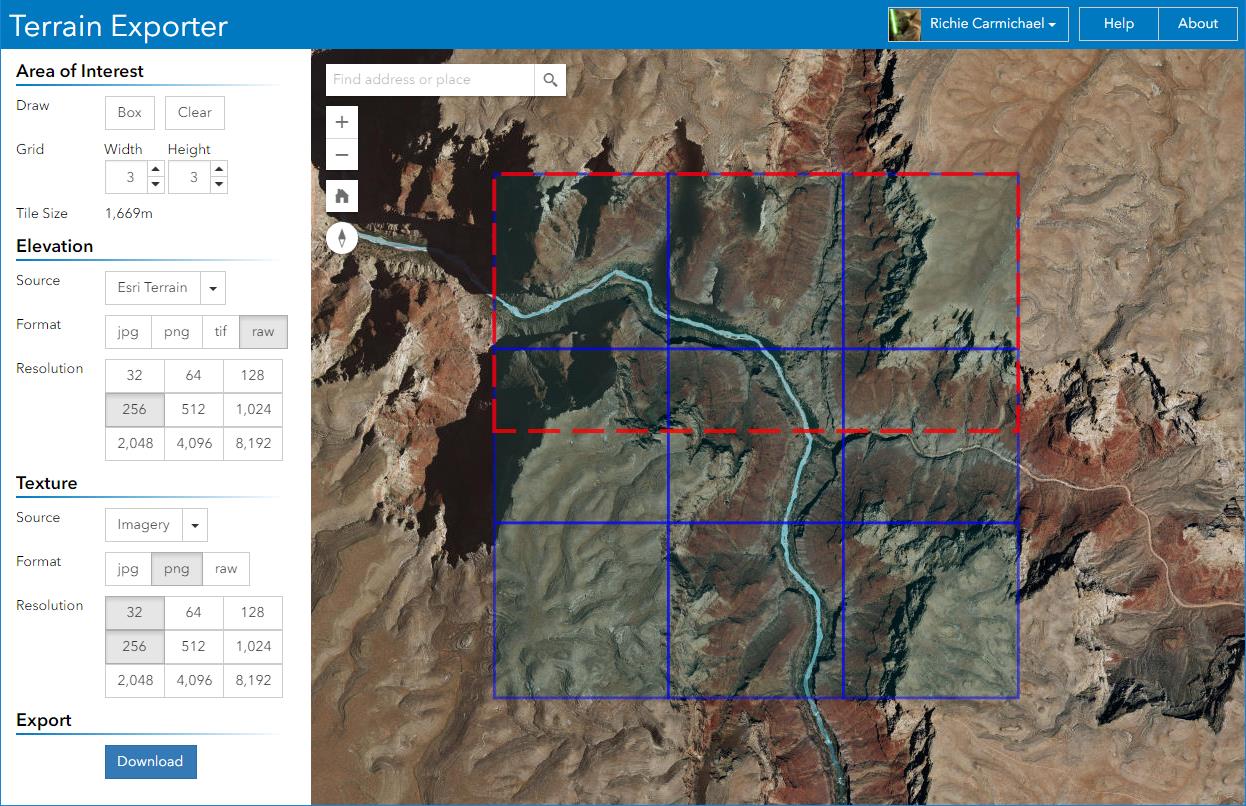 Terrain Exporter
Richie Carmichael
Help
About
Area of Interest
Draw
Box
Clear
Grid
Width
Height
3
3
Tile Size
1,669m
Elevation
Source
Esri Terrain
Format
jpg
png
tif
raw
Resolution
32
64
128
256
512
1,024
2,048
4,096
8,192
Texture
Source
Imagery
Format
jpg
png
raw
Resolution
32
64
128
256
512
1,024
2,048
4,096
8,192
Export
Download
Find address or place